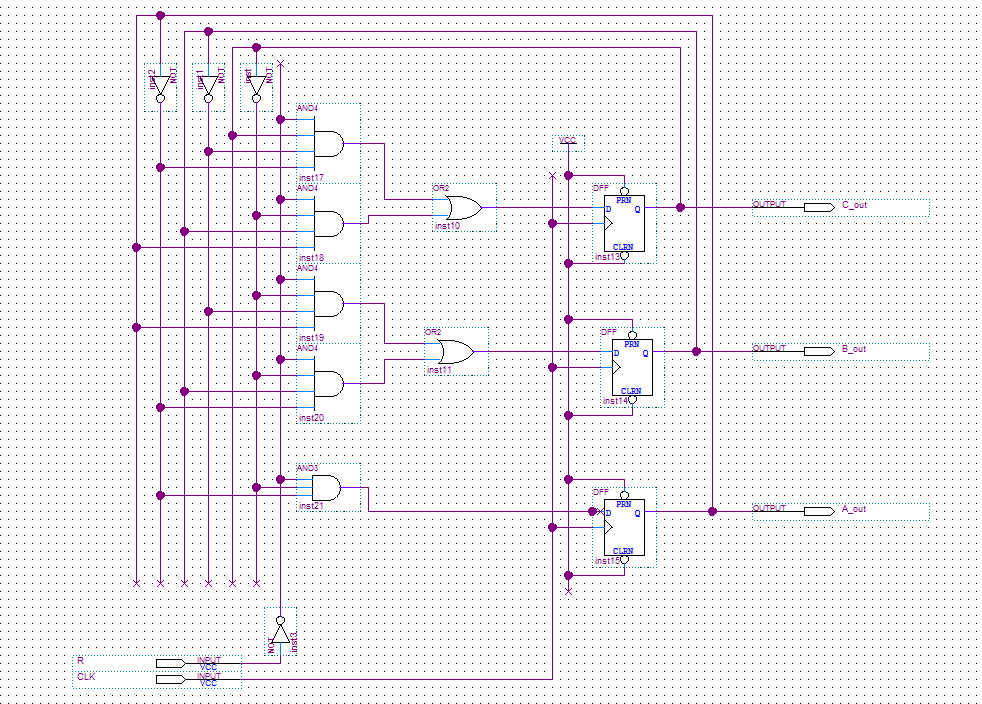 inst2 NOT inst1 NOT inst NOT
AND4
inst17
VCC
AND4
inst18
OR2
inst10
DFF
PRN
D Q
CLRN
inst13
OUTPUT C_out
AND4
inst19
OR2
inst11
DFF
PRN
D Q
CLRN
inst14
OUTPUT B_out
AND4
inst20
AND3
inst21
DFF
PRN
D Q
CLRN
inst15
OUTPUT A_out
NOT inst3
R INPUT
VCC
CLK INPUT
VCC